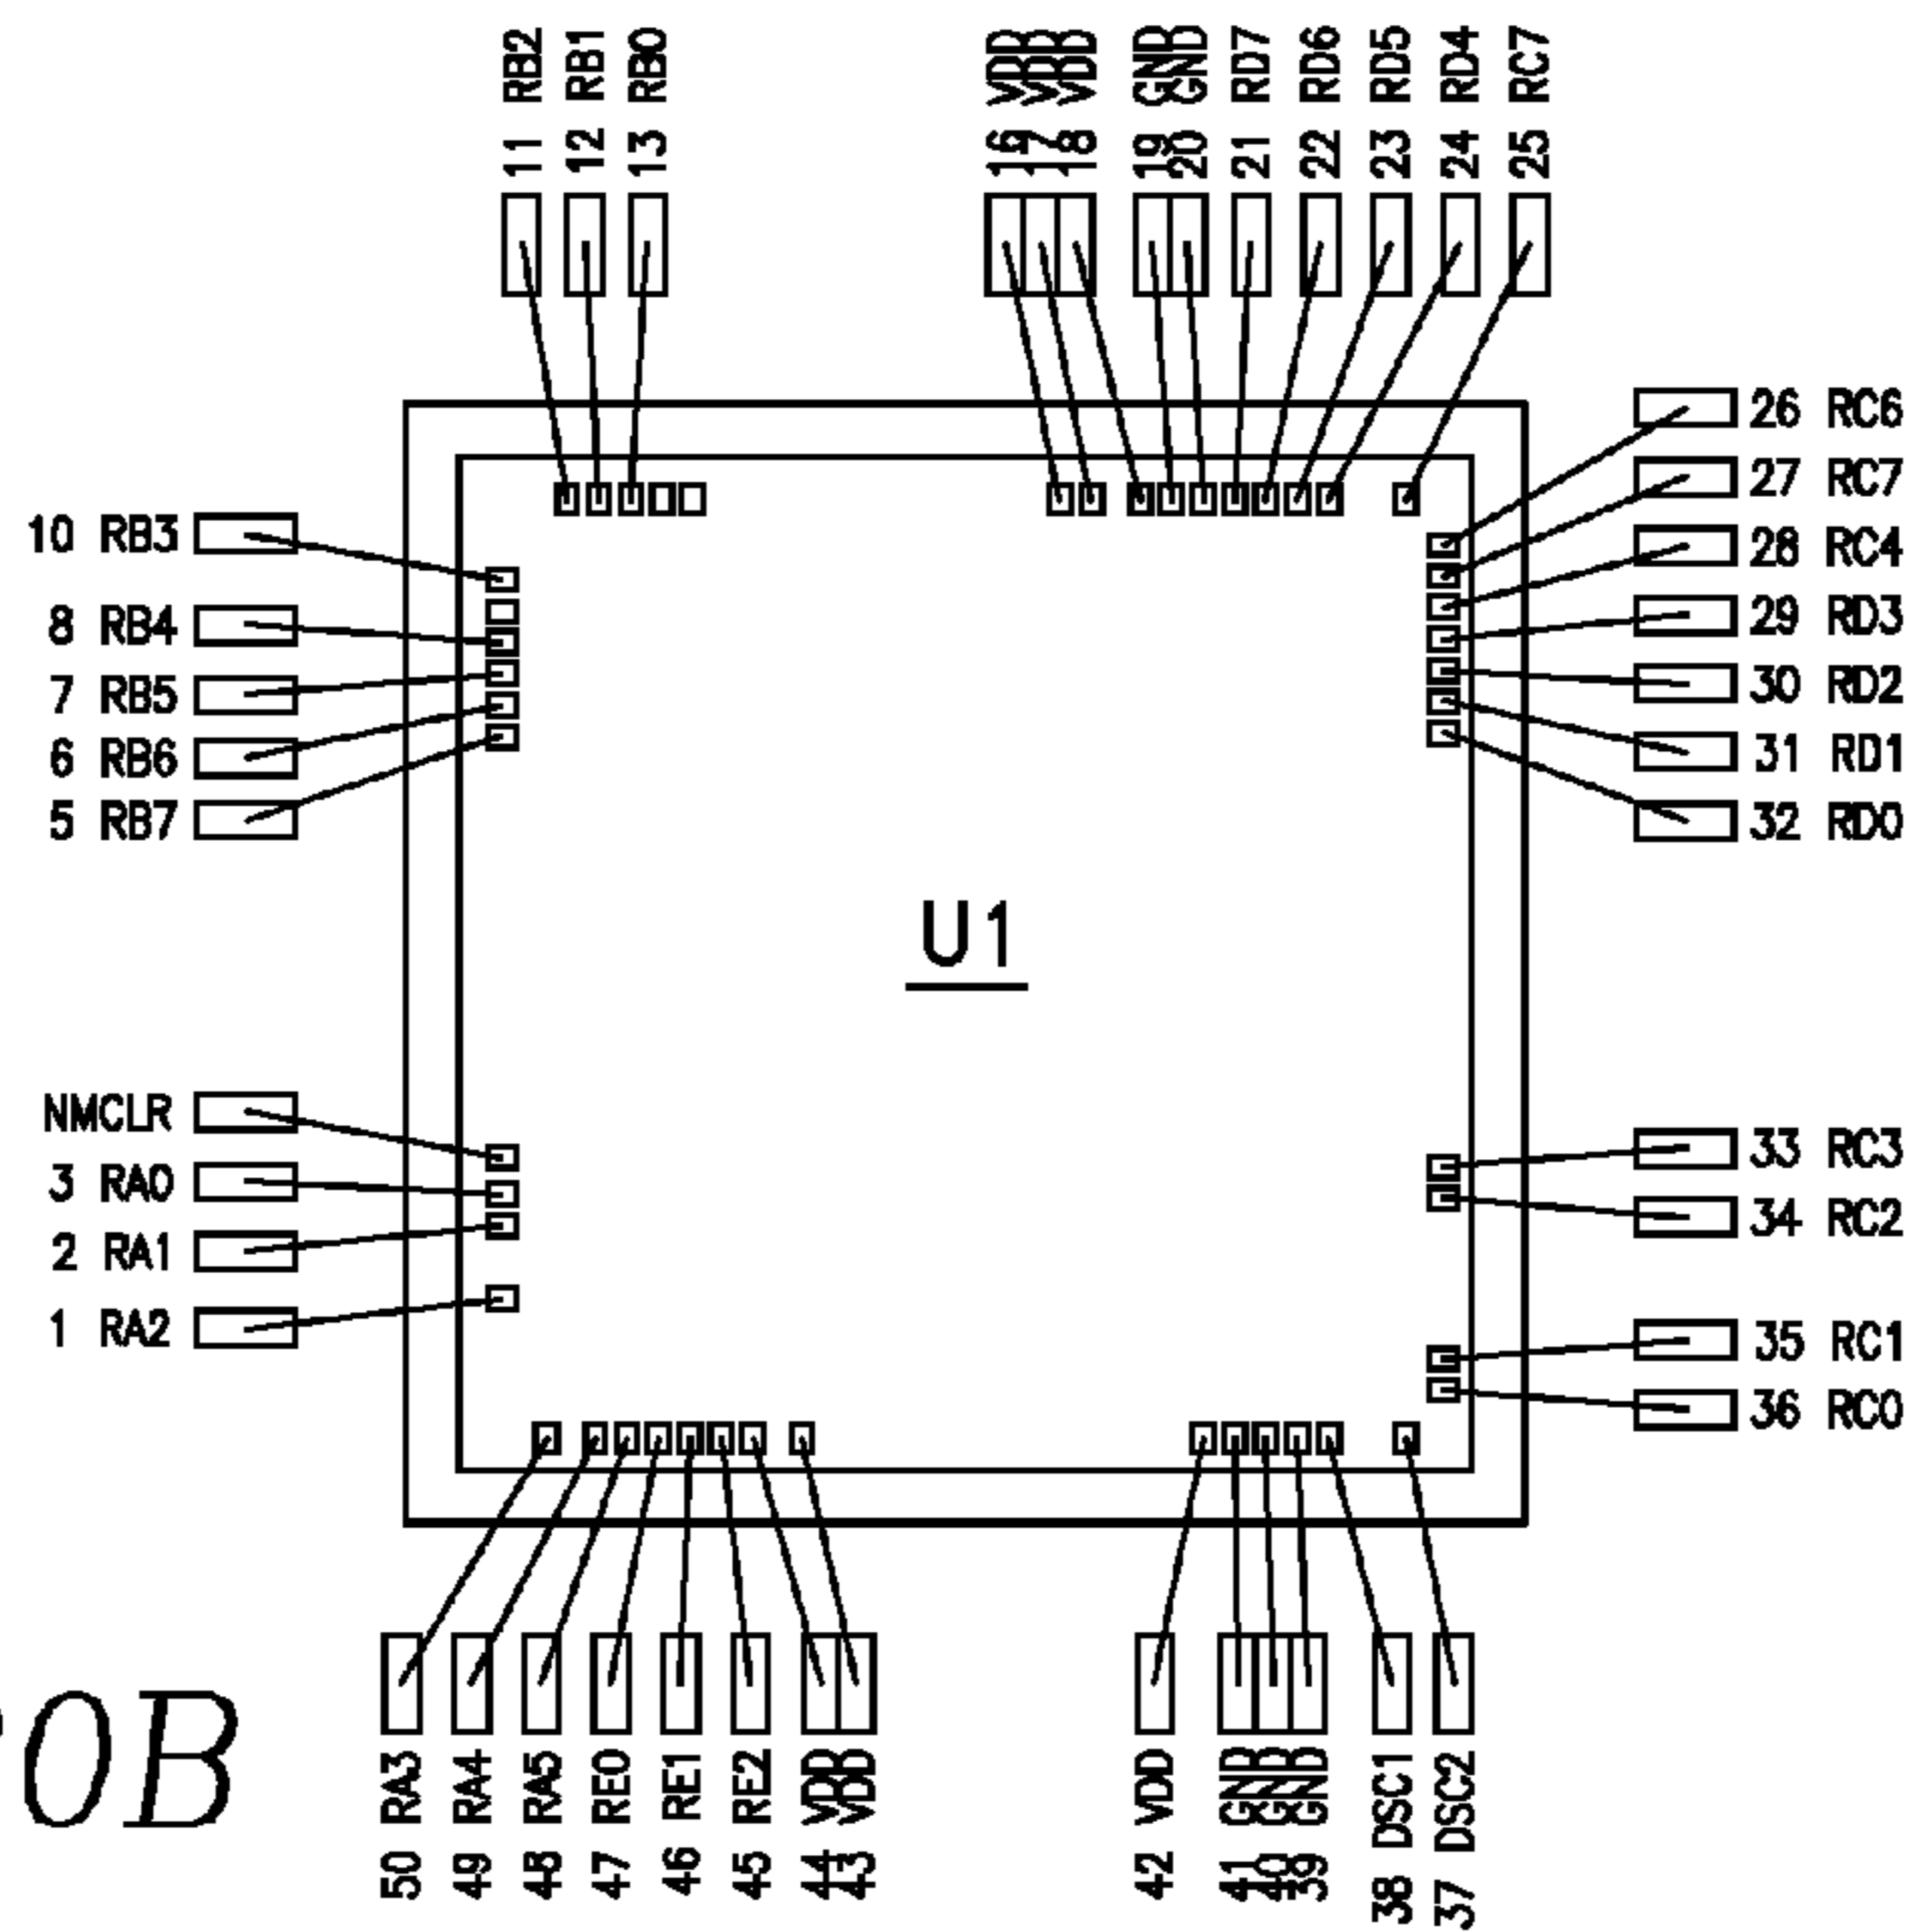 11 RB2
12 RB1
13 RB0
16 VDD
17 VDD
18 VDD
19 GND
20 GND
21 RD7
22 RD6
23 RD5
24 RD4
25 RC7
10 RB3
8 RB4
7 RB5
6 RB6
5 RB7
NMCLR
3 RA0
2 RA1
1 RA2
U1
26 RC6
27 RC7
28 RC4
29 RD3
30 RD2
31 RD1
32 RD0
33 RC3
34 RC2
35 RC1
36 RC0
50 RA3
49 RA4
48 RA5
47 RE0
46 RE1
45 RE2
44 VDD
43 VDD
42 VDD
41 GND
40 GND
39 GND
38 DSC1
37 DSC2
0B